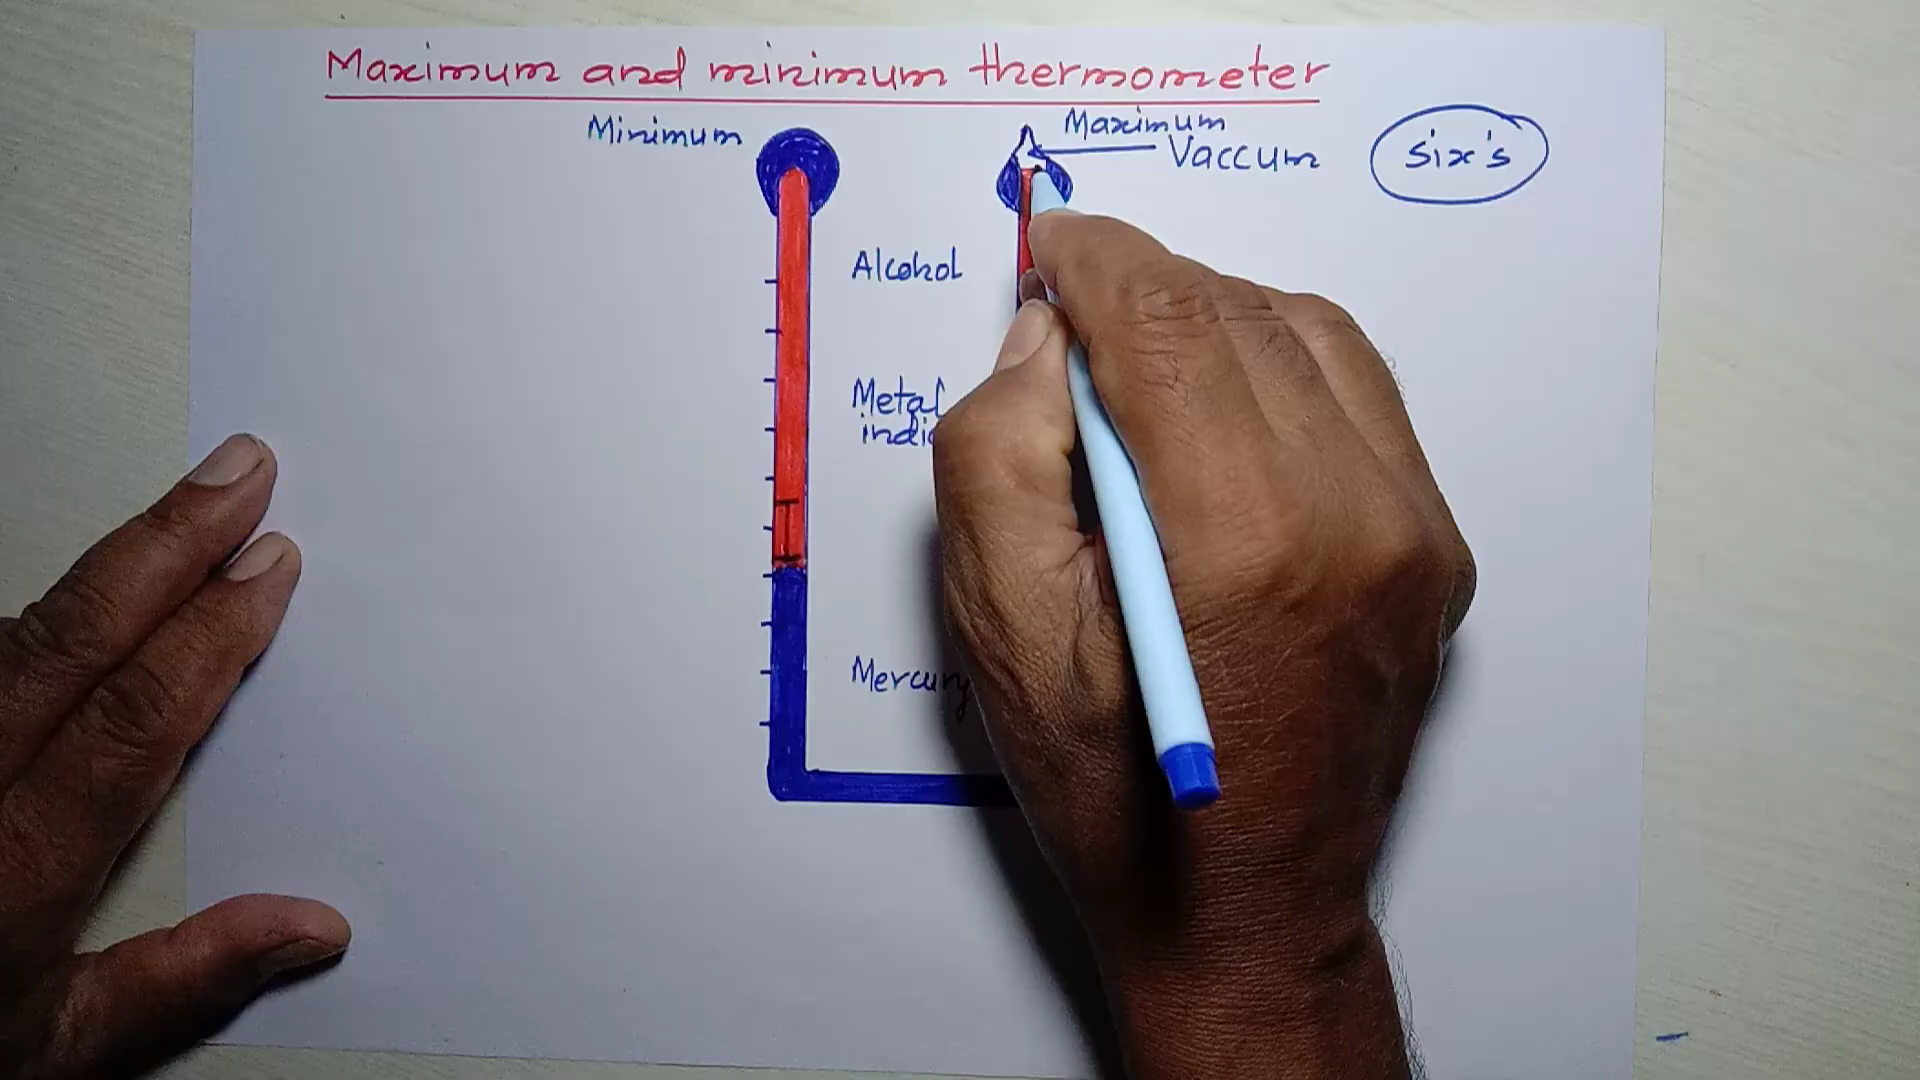 Maximum and minimum thermometer
Minimum
Maximum
Vaccum
Six's
Alcohol
Metal
Mercury